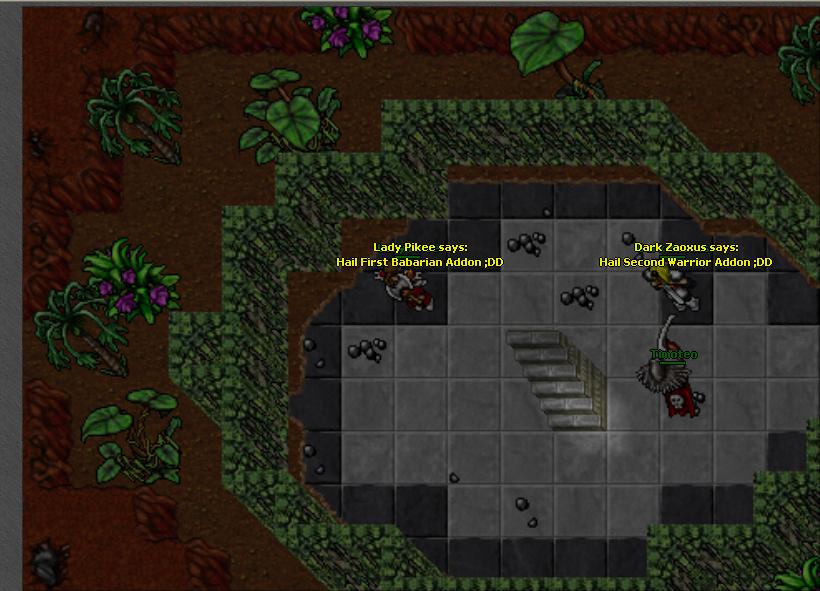 Lady Pikee says:
Hail First Babarian Addon ;DD
Dark Zaoxus says:
Hail Second Warrior Addon ;DD
Timoteo